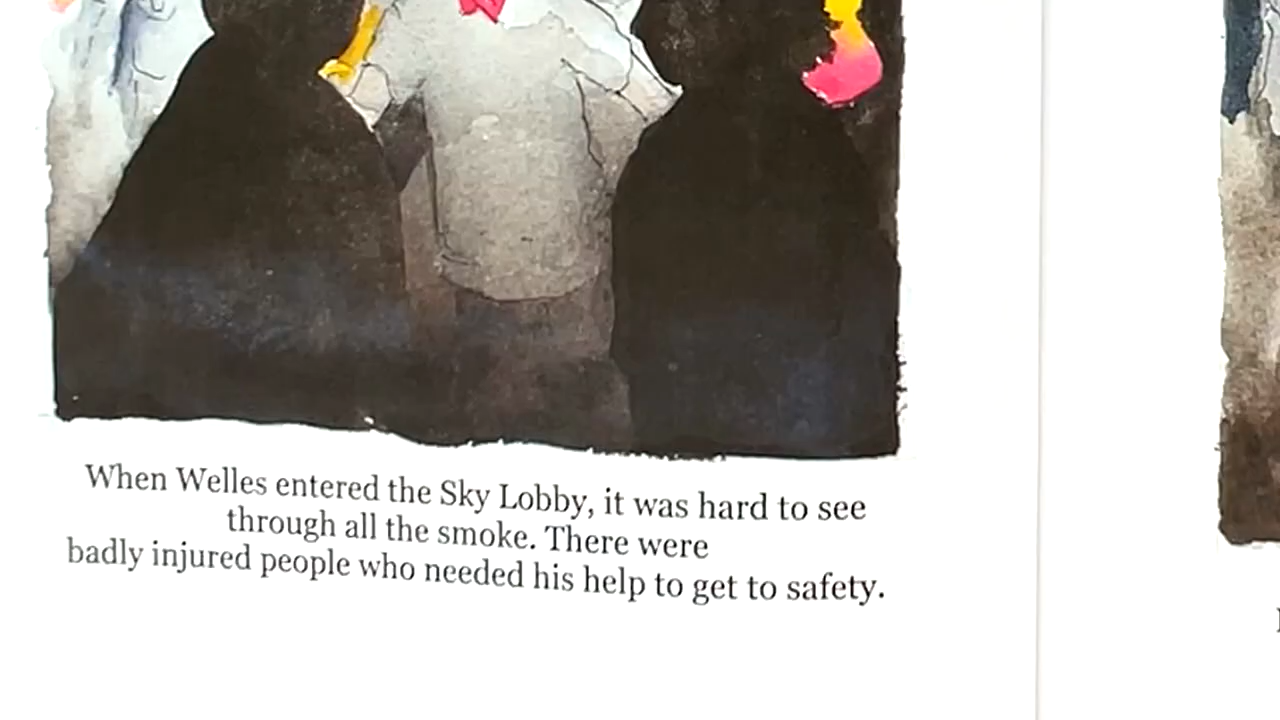 When Welles entered the Sky Lobby, it was hard to see
through all the smoke. There were
badly injured people who needed his help to get to safety.